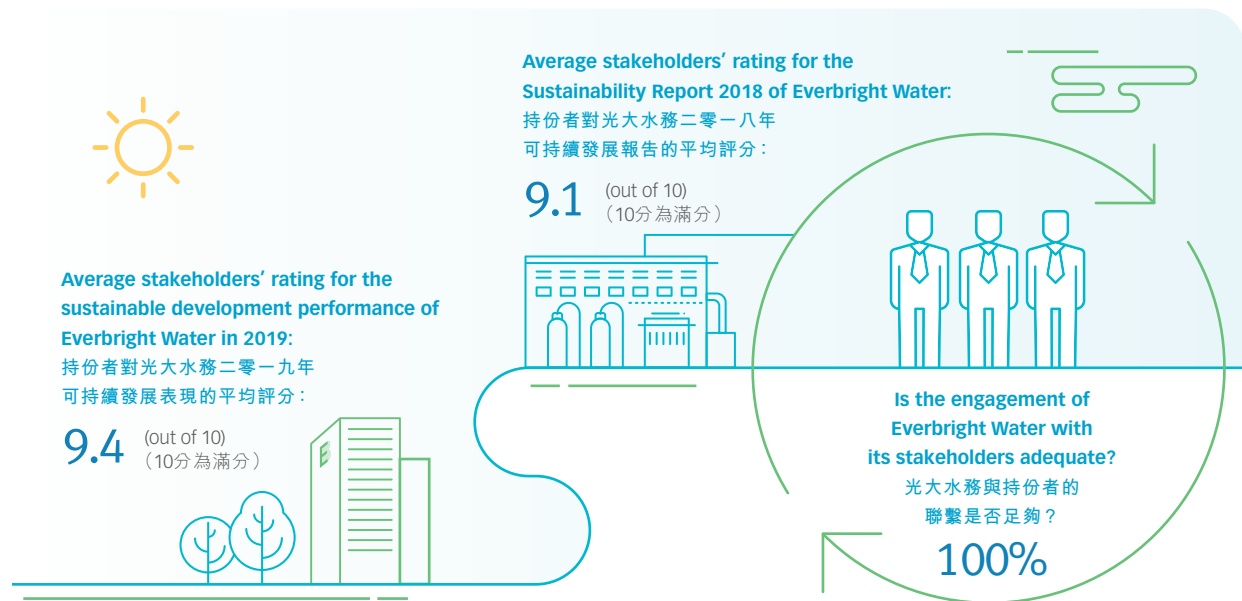 Average stakeholders' rating for the
Sustainability Report 2018 of Everbright Water:
持份者對光大水務二零一八年
可持續發展報告的平均評分：
9.1 (out of 10)
（10分為滿分）
Average stakeholders' rating for the
sustainable development performance of
Everbright Water in 2019:
持份者對光大水務二零一九年
可持續發展表現的平均評分：
9.4 (out of 10)
（10分為滿分）
E
Is the engagement of
Everbright Water with
its stakeholders adequate?
光大水務與持份者的
聯繫是否足夠？
100%